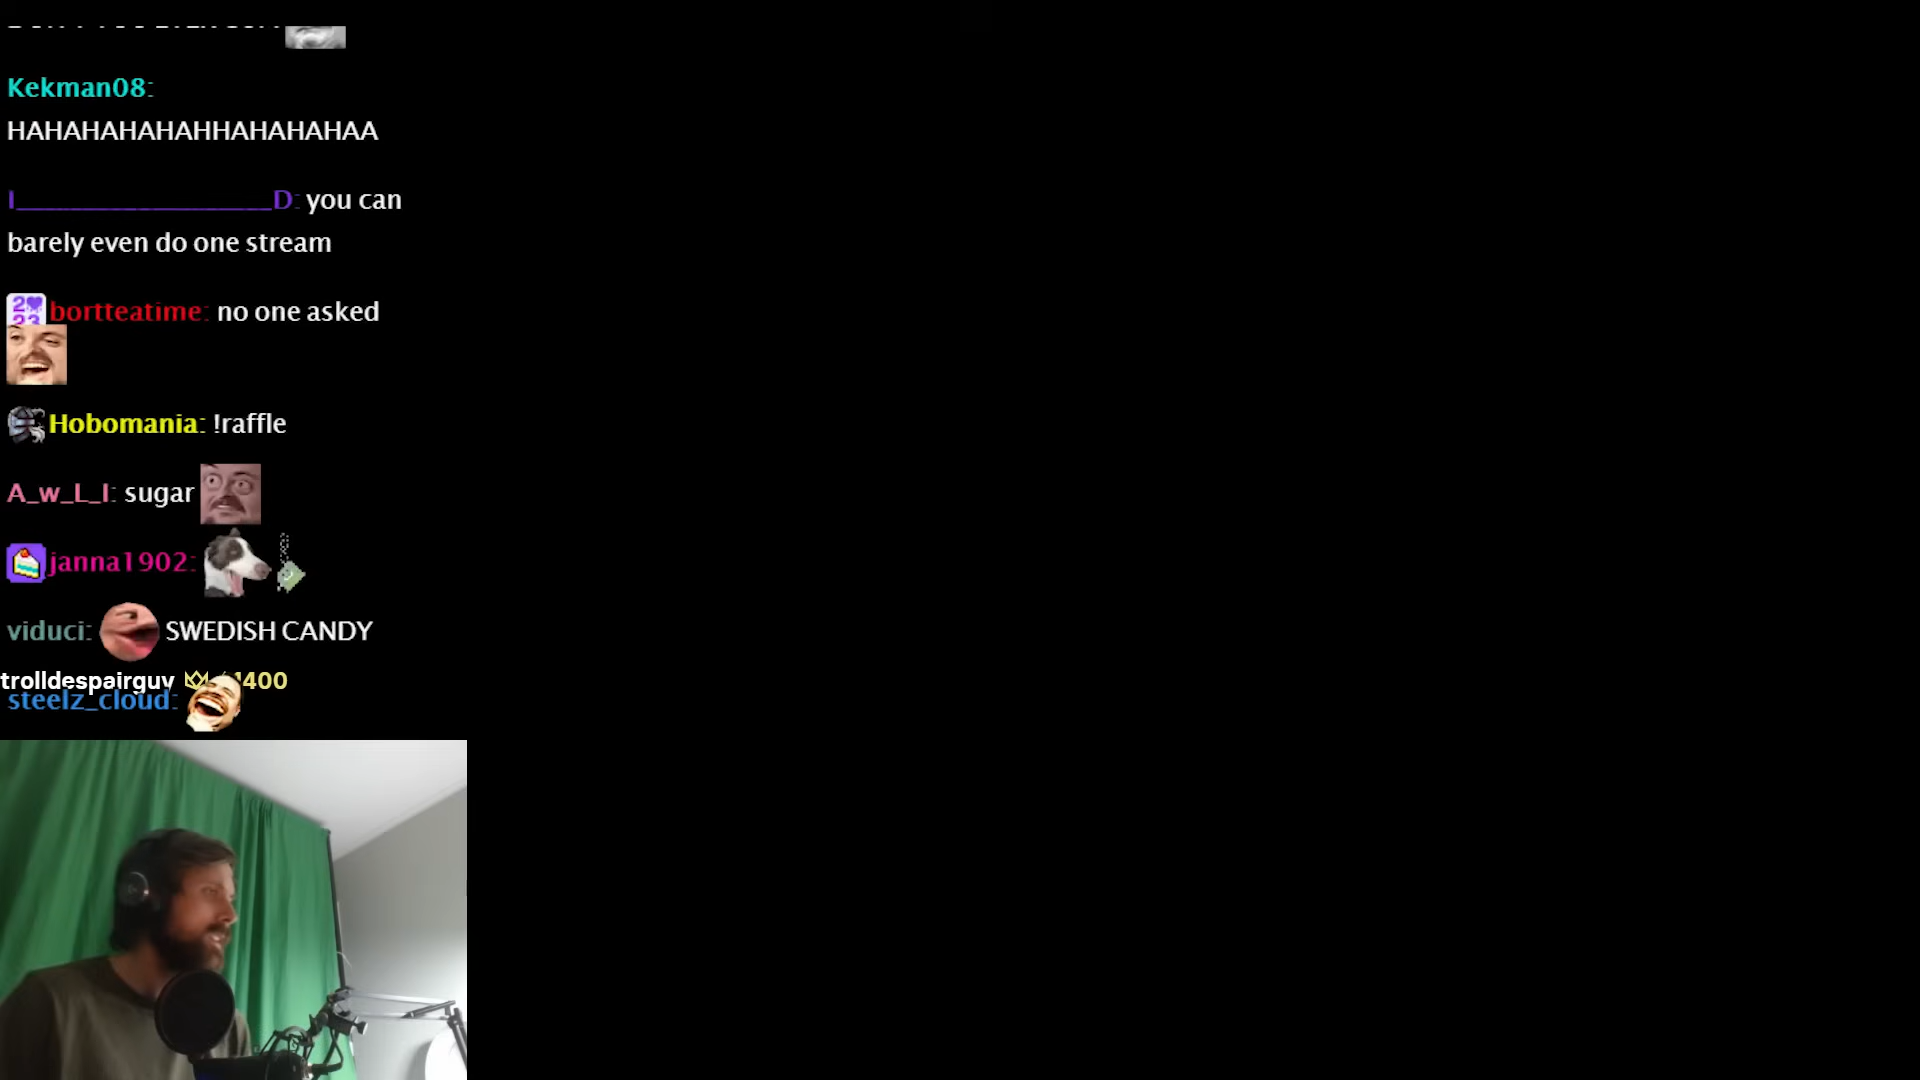 Kekman08:
HAHAHAHAHAHHAHAHAHAA
I___________________D: you can
barely even do one stream
bortteatime: no one asked
Hobomania: !raffle
A_w_L_I: sugar
janna1902:
viduci: SWEDISH CANDY
trolldespairguy
steelz_cloud: